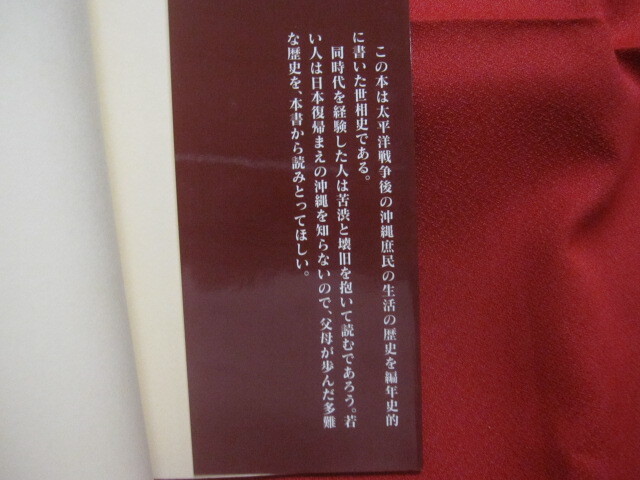 この本は太平洋戦争後の沖縄庶民の生活の歴史を編年史的
に書いた世相史である。
同時代を経験した人は苦渋と壊旧を抱いて読むであろう。若
い人は日本復帰まえの沖縄を知らないので、父母が歩んだ多難
な歴史を、本書から読みとってほしい。